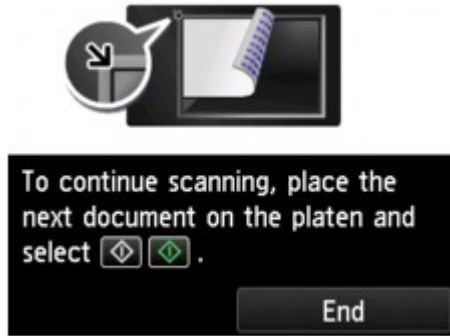 To continue scanning, place the
next document on the platen and
select .
End